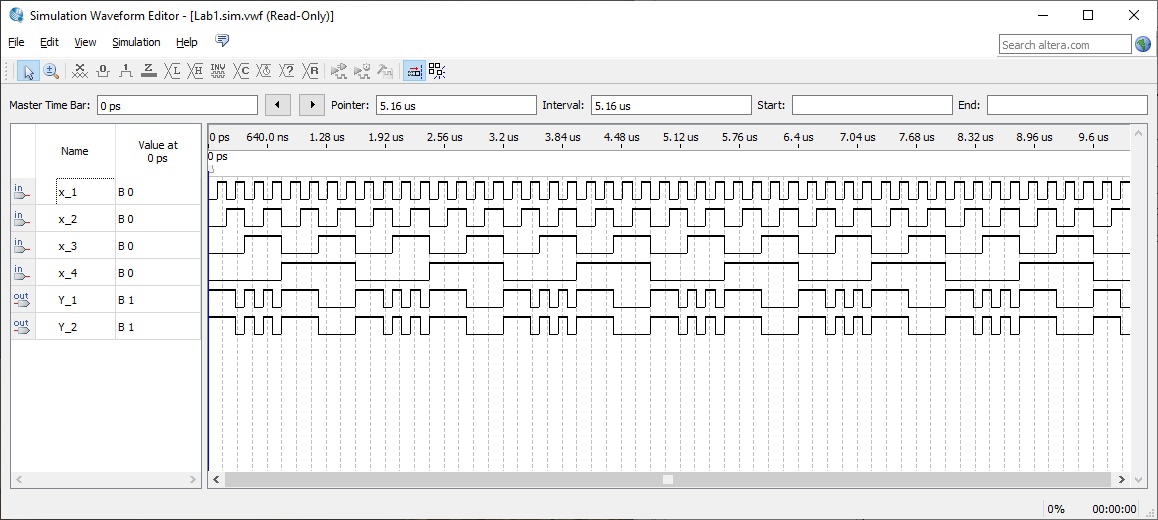 Simulation Waveform Editor - [Lab1.sim.vwf (Read-Only)]
File Edit View Simulation Help
Search altera.com
Master Time Bar: 0 ps Pointer: 5.16 us Interval: 5.16 us Start: End:
Name Value at 0 ps
0 ps 640.0 ns 1.28 us 1.92 us 2.56 us 3.2 us 3.84 us 4.48 us 5.12 us 5.76 us 6.4 us 7.04 us 7.68 us 8.32 us 8.96 us 9.6 us
0 ps
in x_1 B 0
in x_2 B 0
in x_3 B 0
in x_4 B 0
out Y_1 B 1
out Y_2 B 1
0% 00:00:00